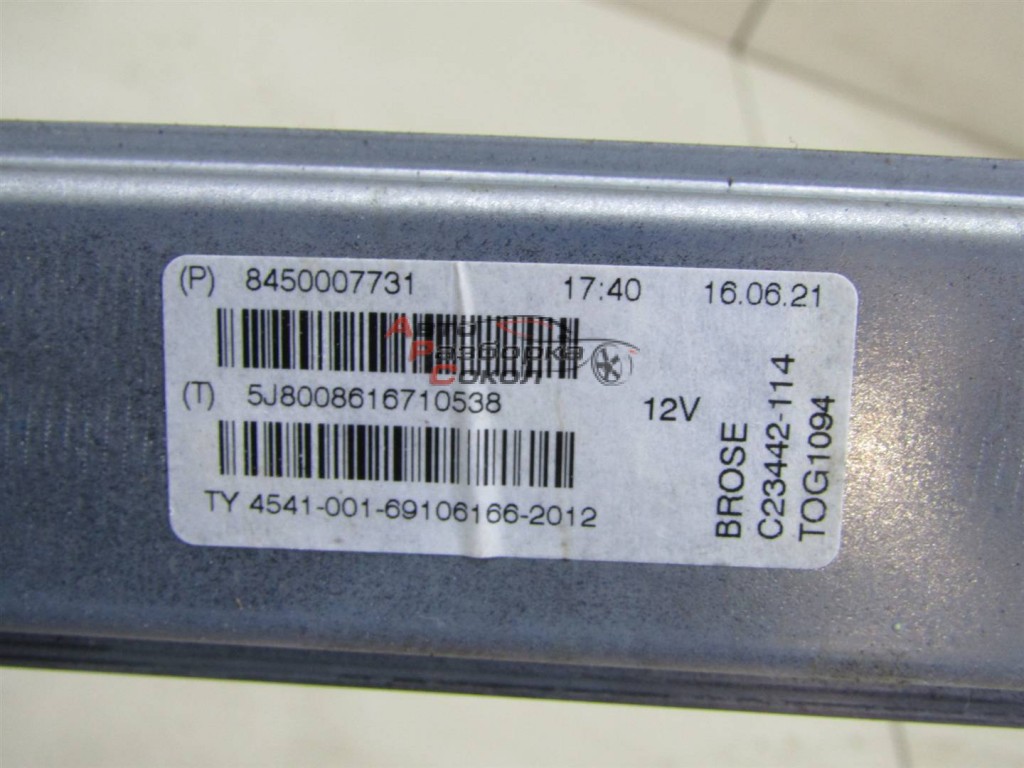 (P) 8450007731 17:40 16.06.21
Авто
Разборка
Сокол
(T) 5J8008616710538 12V
ТУ 4541-001-69106166-2012
BROSE
C23442-114
TOG1094